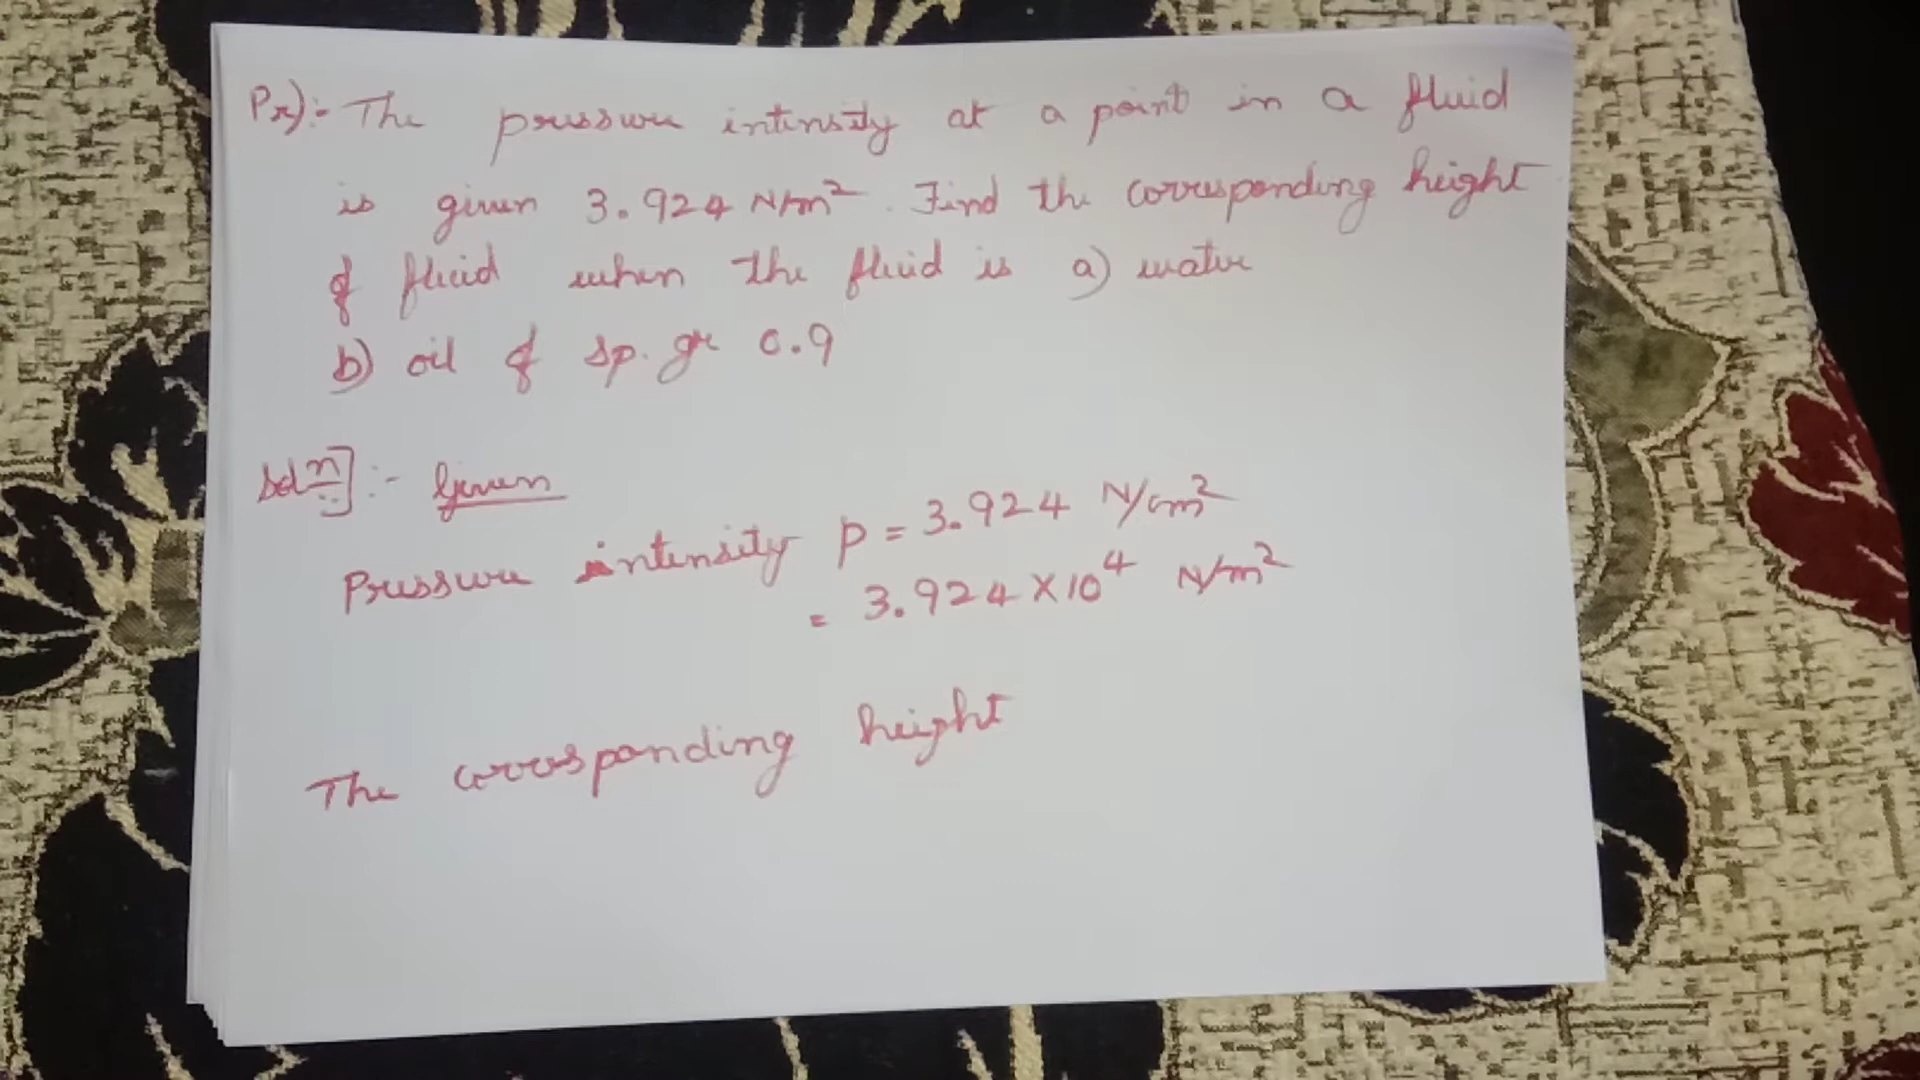 Pr):- The pressure intensity at a point in a fluid
is given 3.924 N/m². Find the corresponding height
of fluid when the fluid is a) water
b) oil of sp. gr 0.9
Solⁿ]:- Given
Pressure intensity p = 3.924 N/cm²
= 3.924 × 10⁴ N/m²
The corresponding height